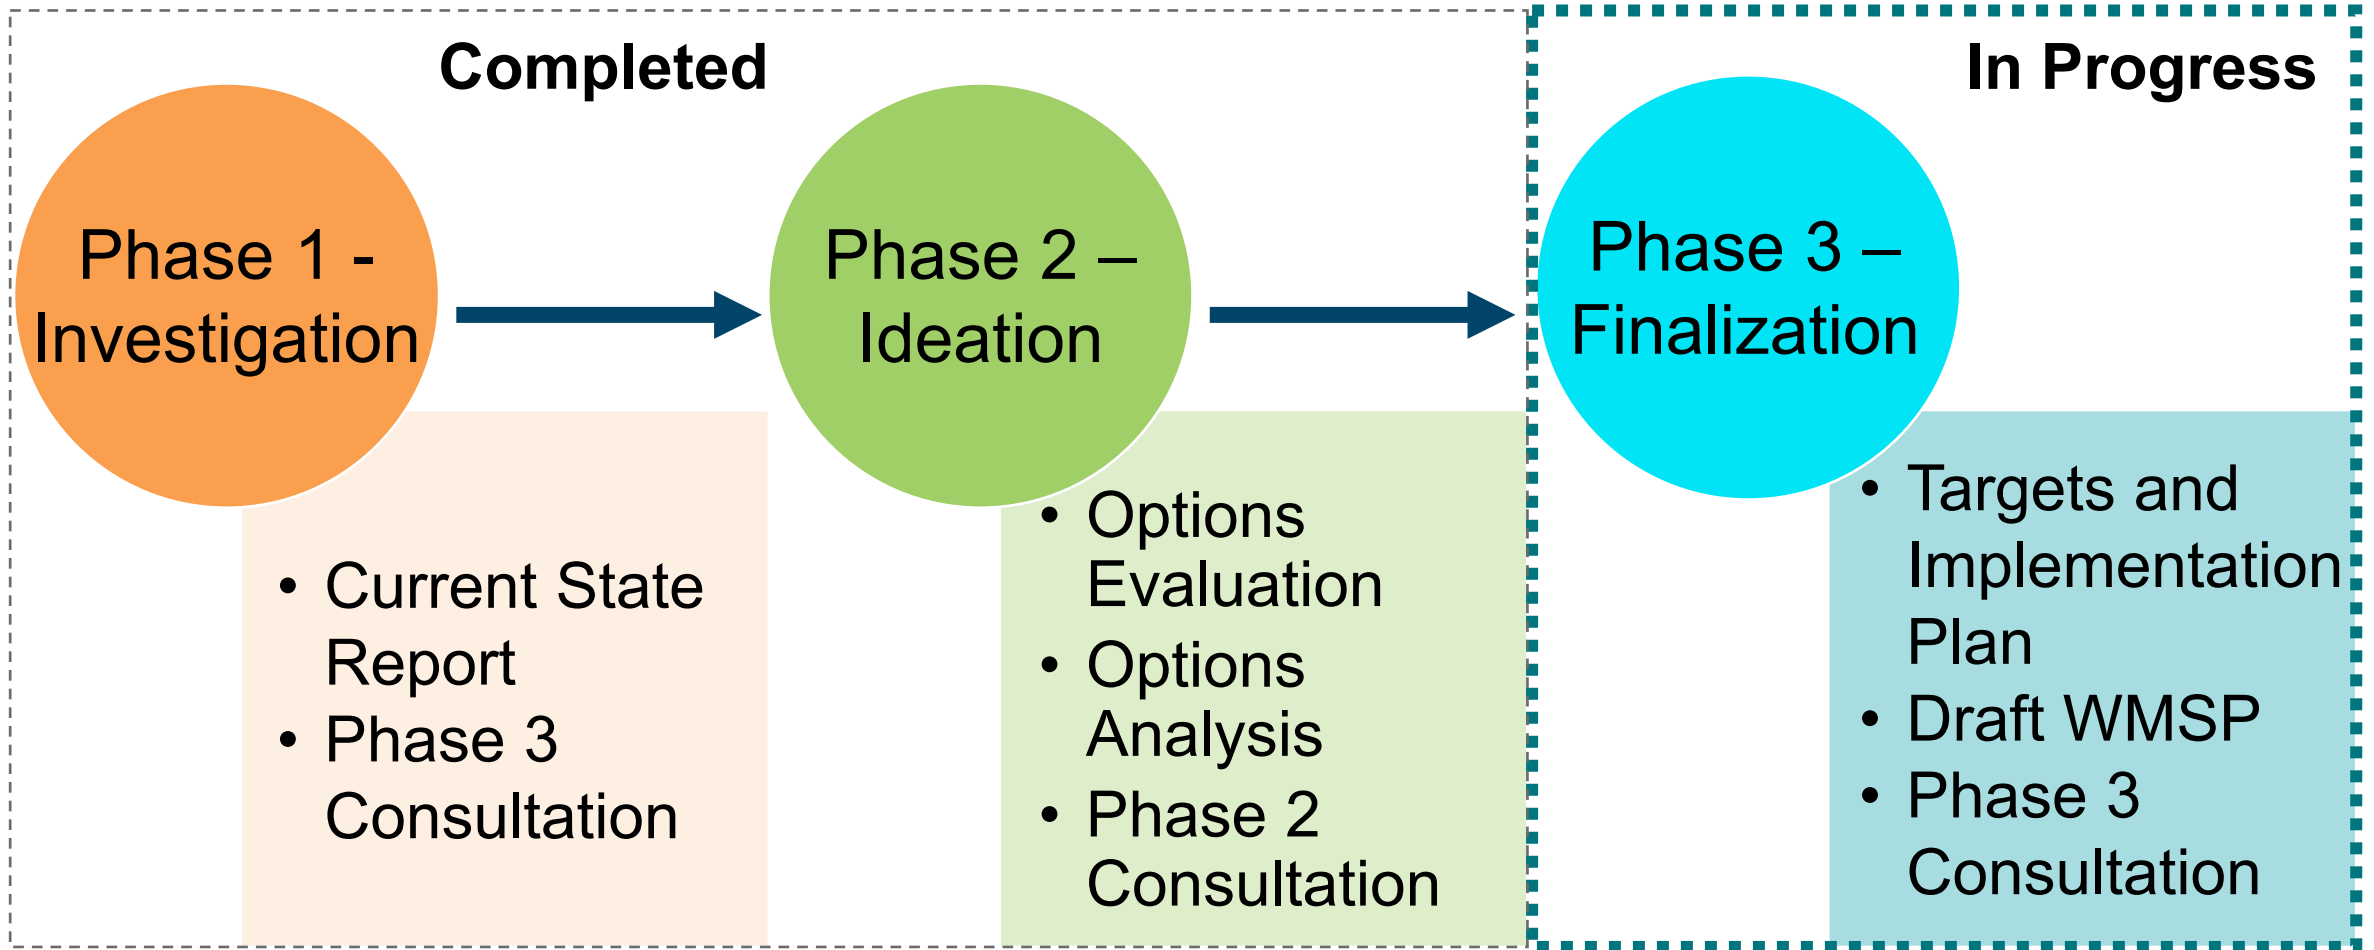 Completed
In Progress
Phase 1 -
Investigation
Phase 2 –
Ideation
Phase 3 –
Finalization
• Current State
Report
• Phase 3
Consultation
• Options
Evaluation
• Options
Analysis
• Phase 2
Consultation
• Targets and
Implementation
Plan
• Draft WMSP
• Phase 3
Consultation